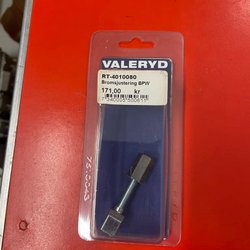 VALERYD
RT-4010080
Bromsjustering BPW
171,00 kr